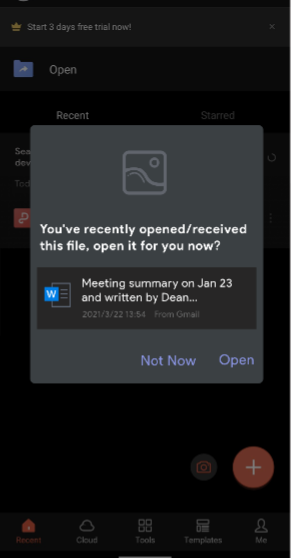 Start 3 days free trial now!
×
Open
Recent
Starred
Sea
dev
Tod
You've recently opened/received
this file, open it for you now?
W
Meeting summary on Jan 23
and written by Dean...
2021/3/22 13:54 From Gmail
Not Now
Open
Recent
Cloud
Tools
Templates
Me